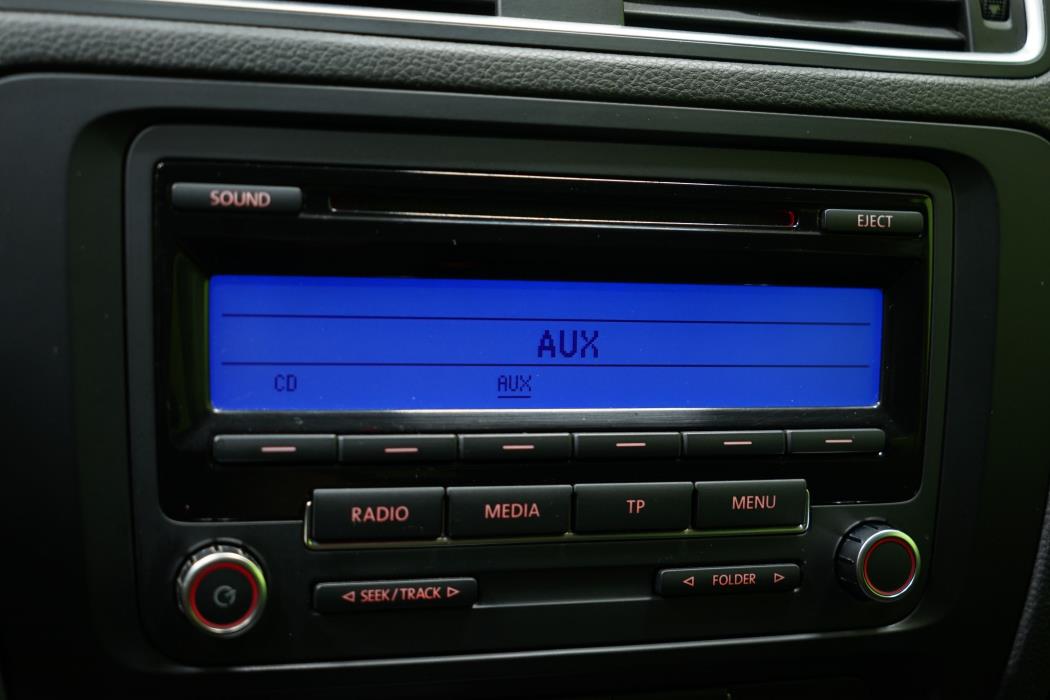 SOUND
EJECT
AUX
CD AUX
RADIO MEDIA TP MENU
SEEK/TRACK FOLDER